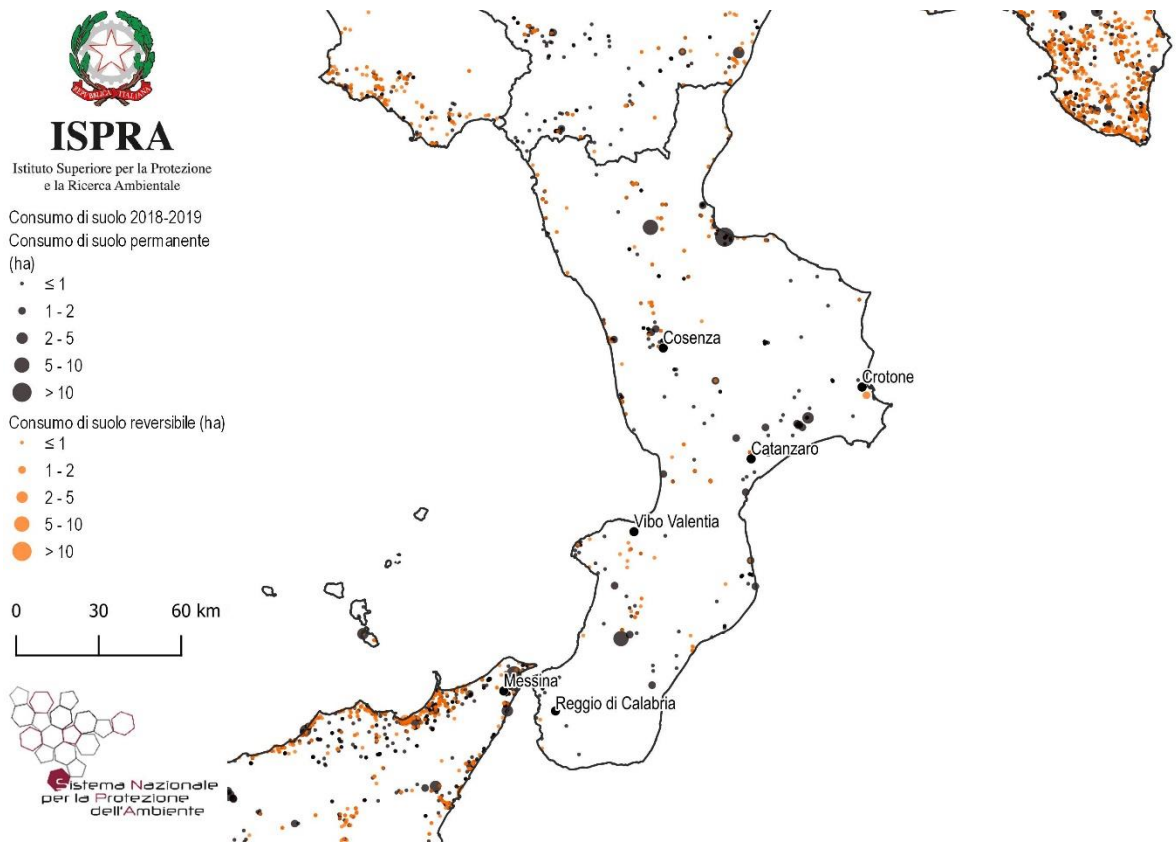 REPVBBLICA ITALIANA
ISPRA
Istituto Superiore per la Protezione
e la Ricerca Ambientale
Consumo di suolo 2018-2019
Consumo di suolo permanente
(ha)
≤ 1
1 - 2
2 - 5
5 - 10
> 10
Consumo di suolo reversibile (ha)
≤ 1
1 - 2
2 - 5
5 - 10
> 10
0 30 60 km
Sistema Nazionale
per la Protezione
dell'Ambiente
Cosenza
Crotone
Catanzaro
Vibo Valentia
Messina
Reggio di Calabria